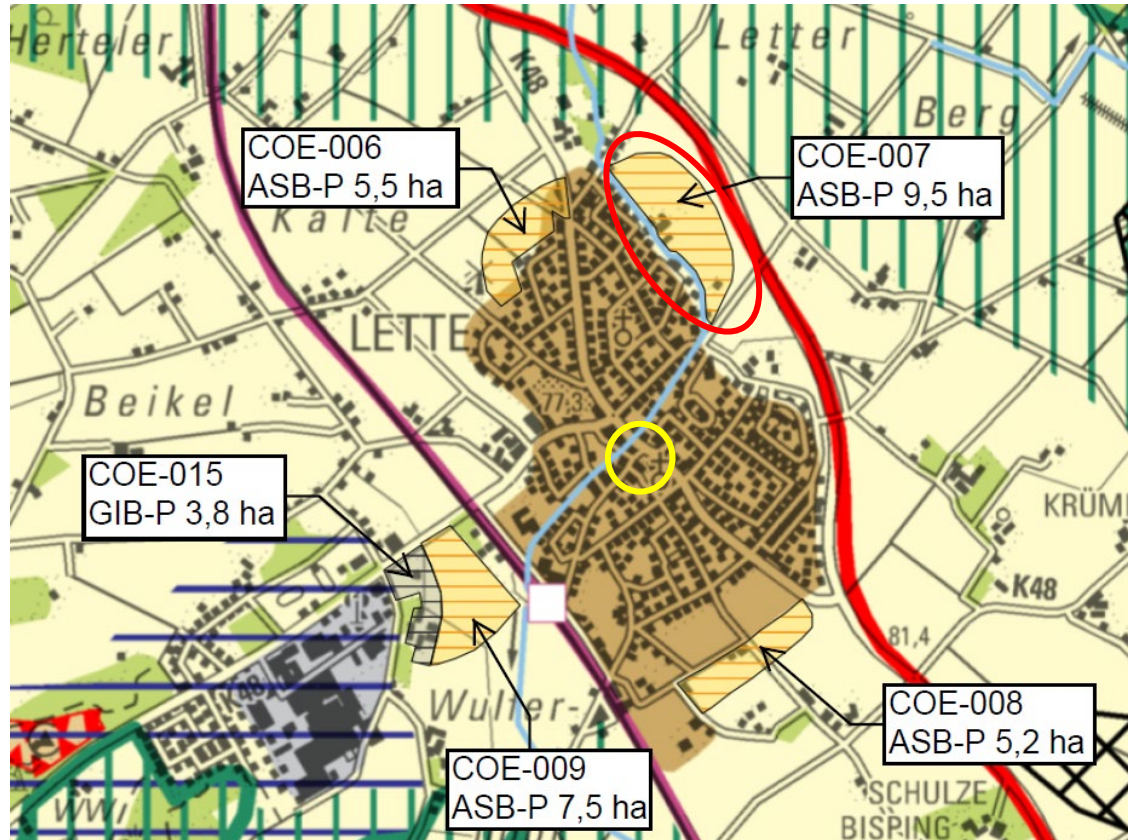 Herteler
K48
Letter
Berg
COE-006
ASB-P 5,5 ha
COE-007
ASB-P 9,5 ha
Kalte
LETTE
77,3
Beikel
COE-015
GIB-P 3,8 ha
KRÜM
K48
81,4
K48
Wulfer-
COE-008
ASB-P 5,2 ha
COE-009
ASB-P 7,5 ha
SCHULZE
BISPING